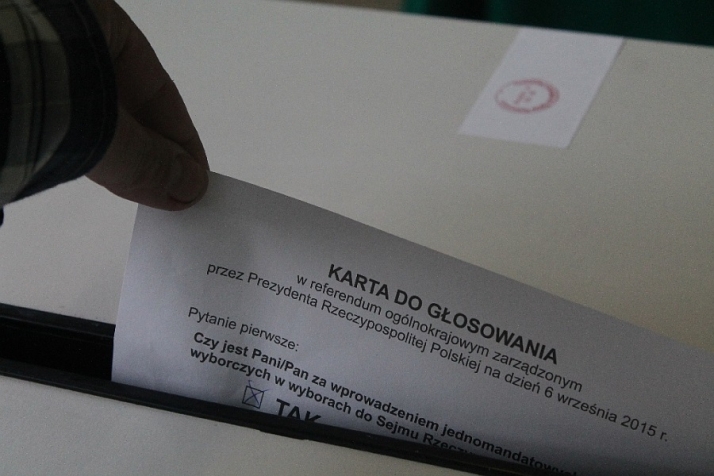 KARTA DO GŁOSOWANIA
w referendum ogólnokrajowym zarządzonym
przez Prezydenta Rzeczypospolitej Polskiej na dzień 6 września 2015 r.
Pytanie pierwsze:
Czy jest Pani/Pan za wprowadzeniem jednomandatowych
wyborczych w wyborach do Sejmu
TAK